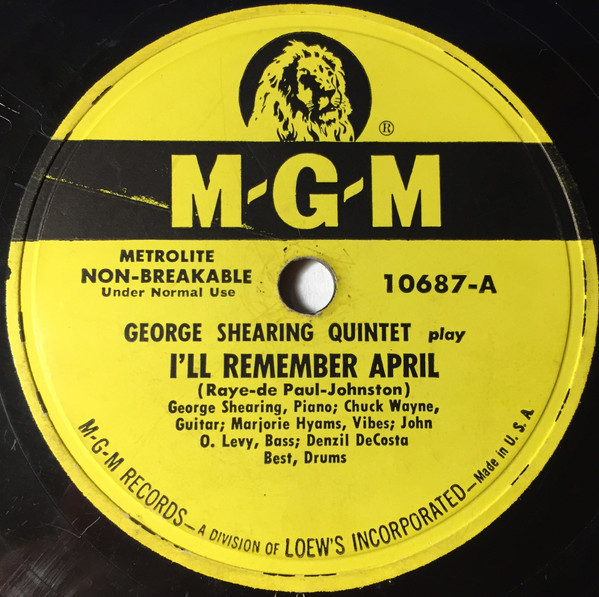 ®
M-G-M
METROLITE
NON-BREAKABLE
Under Normal Use
10687-A
GEORGE SHEARING QUINTET play
I'LL REMEMBER APRIL
(Raye-de Paul-Johnston)
George Shearing, Piano; Chuck Wayne,
Guitar; Marjorie Hyams, Vibes; John
O. Levy, Bass; Denzil DeCosta
Best, Drums
M-G-M RECORDS—A DIVISION OF LOEW'S INCORPORATED—Made in U. S. A.